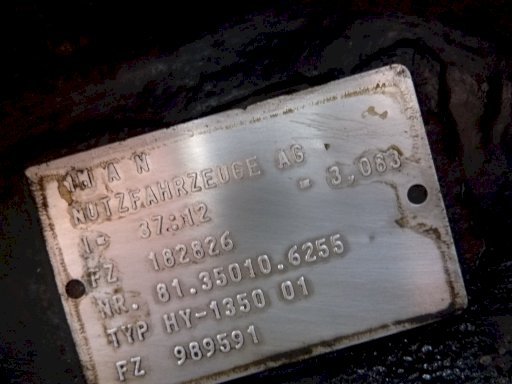 M A N
NUTZFAHRZEUGE AG
I- 37:12 = 3,083
FZ 182826
NR. 81.35010.6255
TYP HY-1350 01
FZ 989591